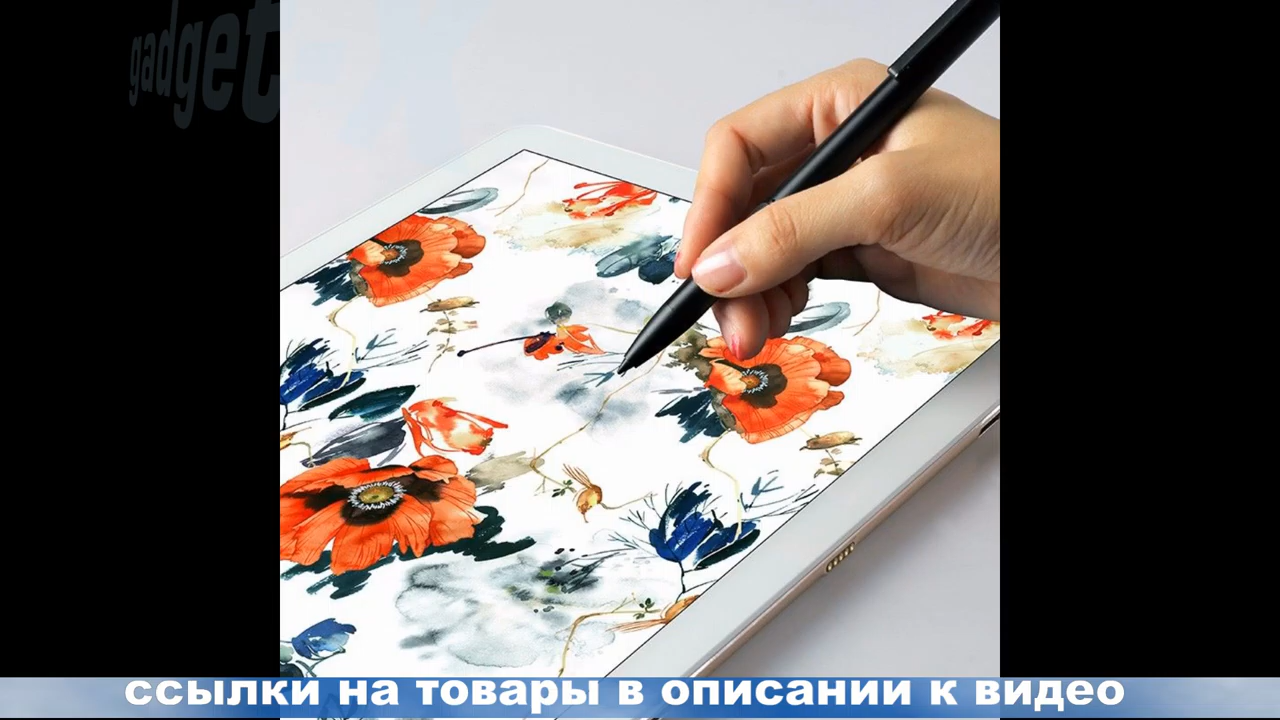 gadget
ссылки на товары в описании к видео